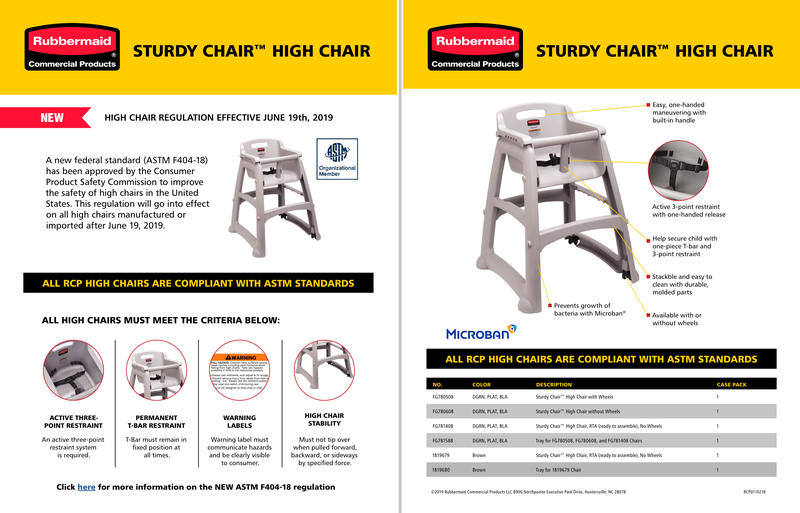 Rubbermaid
®
Commercial Products
STURDY CHAIR™ HIGH CHAIR
NEW
HIGH CHAIR REGULATION EFFECTIVE JUNE 19th, 2019
A new federal standard (ASTM F404-18)
has been approved by the Consumer
Product Safety Commission to improve
the safety of high chairs in the United
States. This regulation will go into effect
on all high chairs manufactured or
imported after June 19, 2019.
ASTM
Organizational
Member
ALL RCP HIGH CHAIRS ARE COMPLIANT WITH ASTM STANDARDS
ALL HIGH CHAIRS MUST MEET THE CRITERIA BELOW:
WARNING
ACTIVE THREE-
POINT RESTRAINT
An active three-point
restraint system
is required.
PERMANENT
T-BAR RESTRAINT
T-Bar must remain in
fixed position at
all times.
WARNING
LABELS
Warning label must
communicate hazards
and be clearly visible
to consumer.
HIGH CHAIR
STABILITY
Must not tip over
when pulled forward,
backward, or sideways
by specified force.
Click here for more information on the NEW ASTM F404-18 regulation
Rubbermaid
®
Commercial Products
STURDY CHAIR™ HIGH CHAIR
Easy, one-handed
maneuvering with
built-in handle
Active 3-point restraint
with one-handed release
Help secure child with
one-piece T-bar and
3-point restraint
Stackble and easy to
clean with durable,
molded parts
Available with or
without wheels
Prevents growth of
bacteria with Microban®
MICROBAN
ALL RCP HIGH CHAIRS ARE COMPLIANT WITH ASTM STANDARDS
NO. COLOR DESCRIPTION CASE PACK
FG780508 DGRN, PLAT, BLA Sturdy Chair™ High Chair with Wheels 1
FG780608 DGRN, PLAT, BLA Sturdy Chair™ High Chair without Wheels 1
FG781408 DGRN, PLAT, BLA Sturdy Chair™ High Chair, RTA (ready to assemble), No Wheels 1
FG781588 DGRN, PLAT, BLA Tray for FG780508, FG780608, and FG781408 Chairs 1
1819679 Brown Sturdy Chair™ High Chair, RTA (ready to assemble), No Wheels 1
1819680 Brown Tray for 1819679 Chair 1
©2019 Rubbermaid Commercial Products LLC 8900 Northpointe Executive Park Drive, Huntersville, NC 28078
RCP0110218